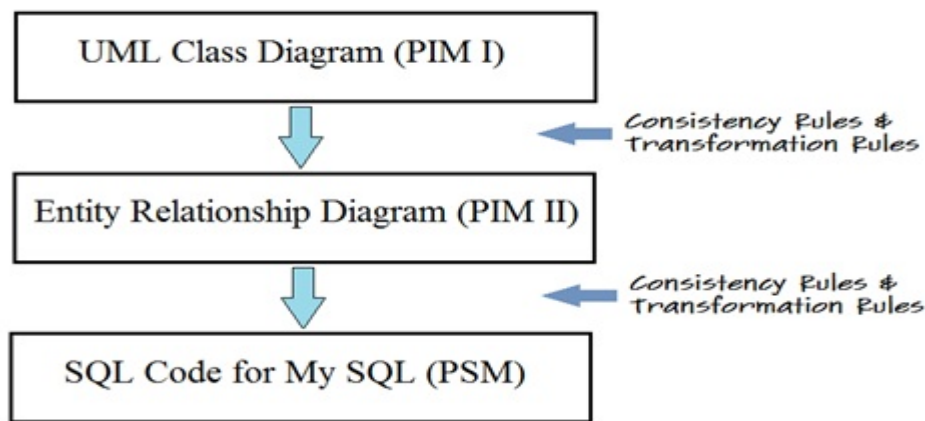 UML Class Diagram (PIM I)
Consistency Rules &
Transformation Rules
Entity Relationship Diagram (PIM II)
Consistency Rules &
Transformation Rules
SQL Code for My SQL (PSM)